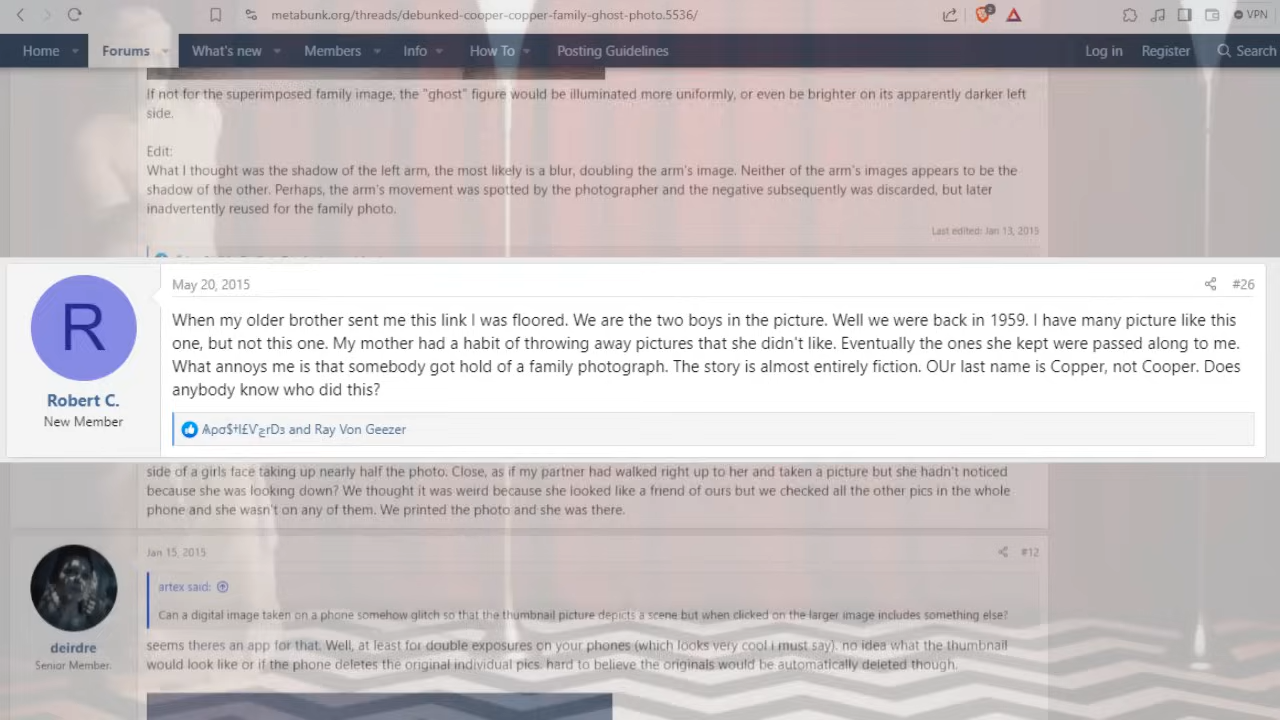 metabunk.org/threads/debunked-cooper-copper-family-ghost-photo.5536/
2
VPN
Home
Forums
What's new
Members
Info
How To
Posting Guidelines
Log in
Register
Search
If not for the superimposed family image, the "ghost" figure would be illuminated more uniformly, or even be brighter on its apparently darker left
side.
Edit:
What I thought was the shadow of the left arm, the most likely is a blur, doubling the arm's image. Neither of the arm's images appears to be the
shadow of the other. Perhaps, the arm's movement was spotted by the photographer and the negative subsequently was discarded, but later
inadvertently reused for the family photo.
Last edited: Jan 13, 2015
R
Robert C.
New Member
May 20, 2015
#26
When my older brother sent me this link I was floored. We are the two boys in the picture. Well we were back in 1959. I have many picture like this
one, but not this one. My mother had a habit of throwing away pictures that she didn't like. Eventually the ones she kept were passed along to me.
What annoys me is that somebody got hold of a family photograph. The story is almost entirely fiction. OUr last name is Copper, not Cooper. Does
anybody know who did this?
and Ray Von Geezer
side of a girls face taking up nearly half the photo. Close, as if my partner had walked right up to her and taken a picture but she hadn't noticed
because she was looking down? We thought it was weird because she looked like a friend of ours but we checked all the other pics in the whole
phone and she wasn't on any of them. We printed the photo and she was there.
deirdre
Senior Member.
Jan 15, 2015
#12
artex said:
Can a digital image taken on a phone somehow glitch so that the thumbnail picture depicts a scene but when clicked on the larger image includes something else?
seems theres an app for that. Well, at least for double exposures on your phones (which looks very cool i must say). no idea what the thumbnail
would look like or if the phone deletes the original individual pics. hard to believe the originals would be automatically deleted though.